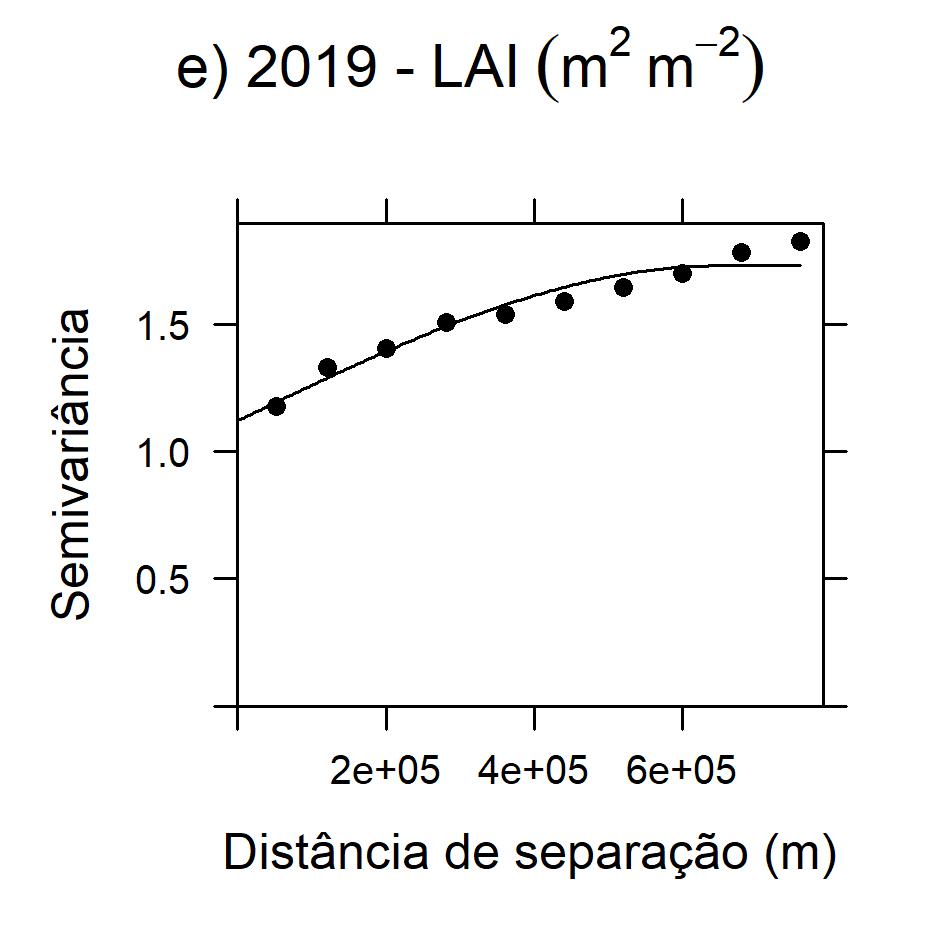 e) 2019 - LAI (m² m⁻²)
Semivariância
1.5
1.0
0.5
2e+05 4e+05 6e+05
Distância de separação (m)